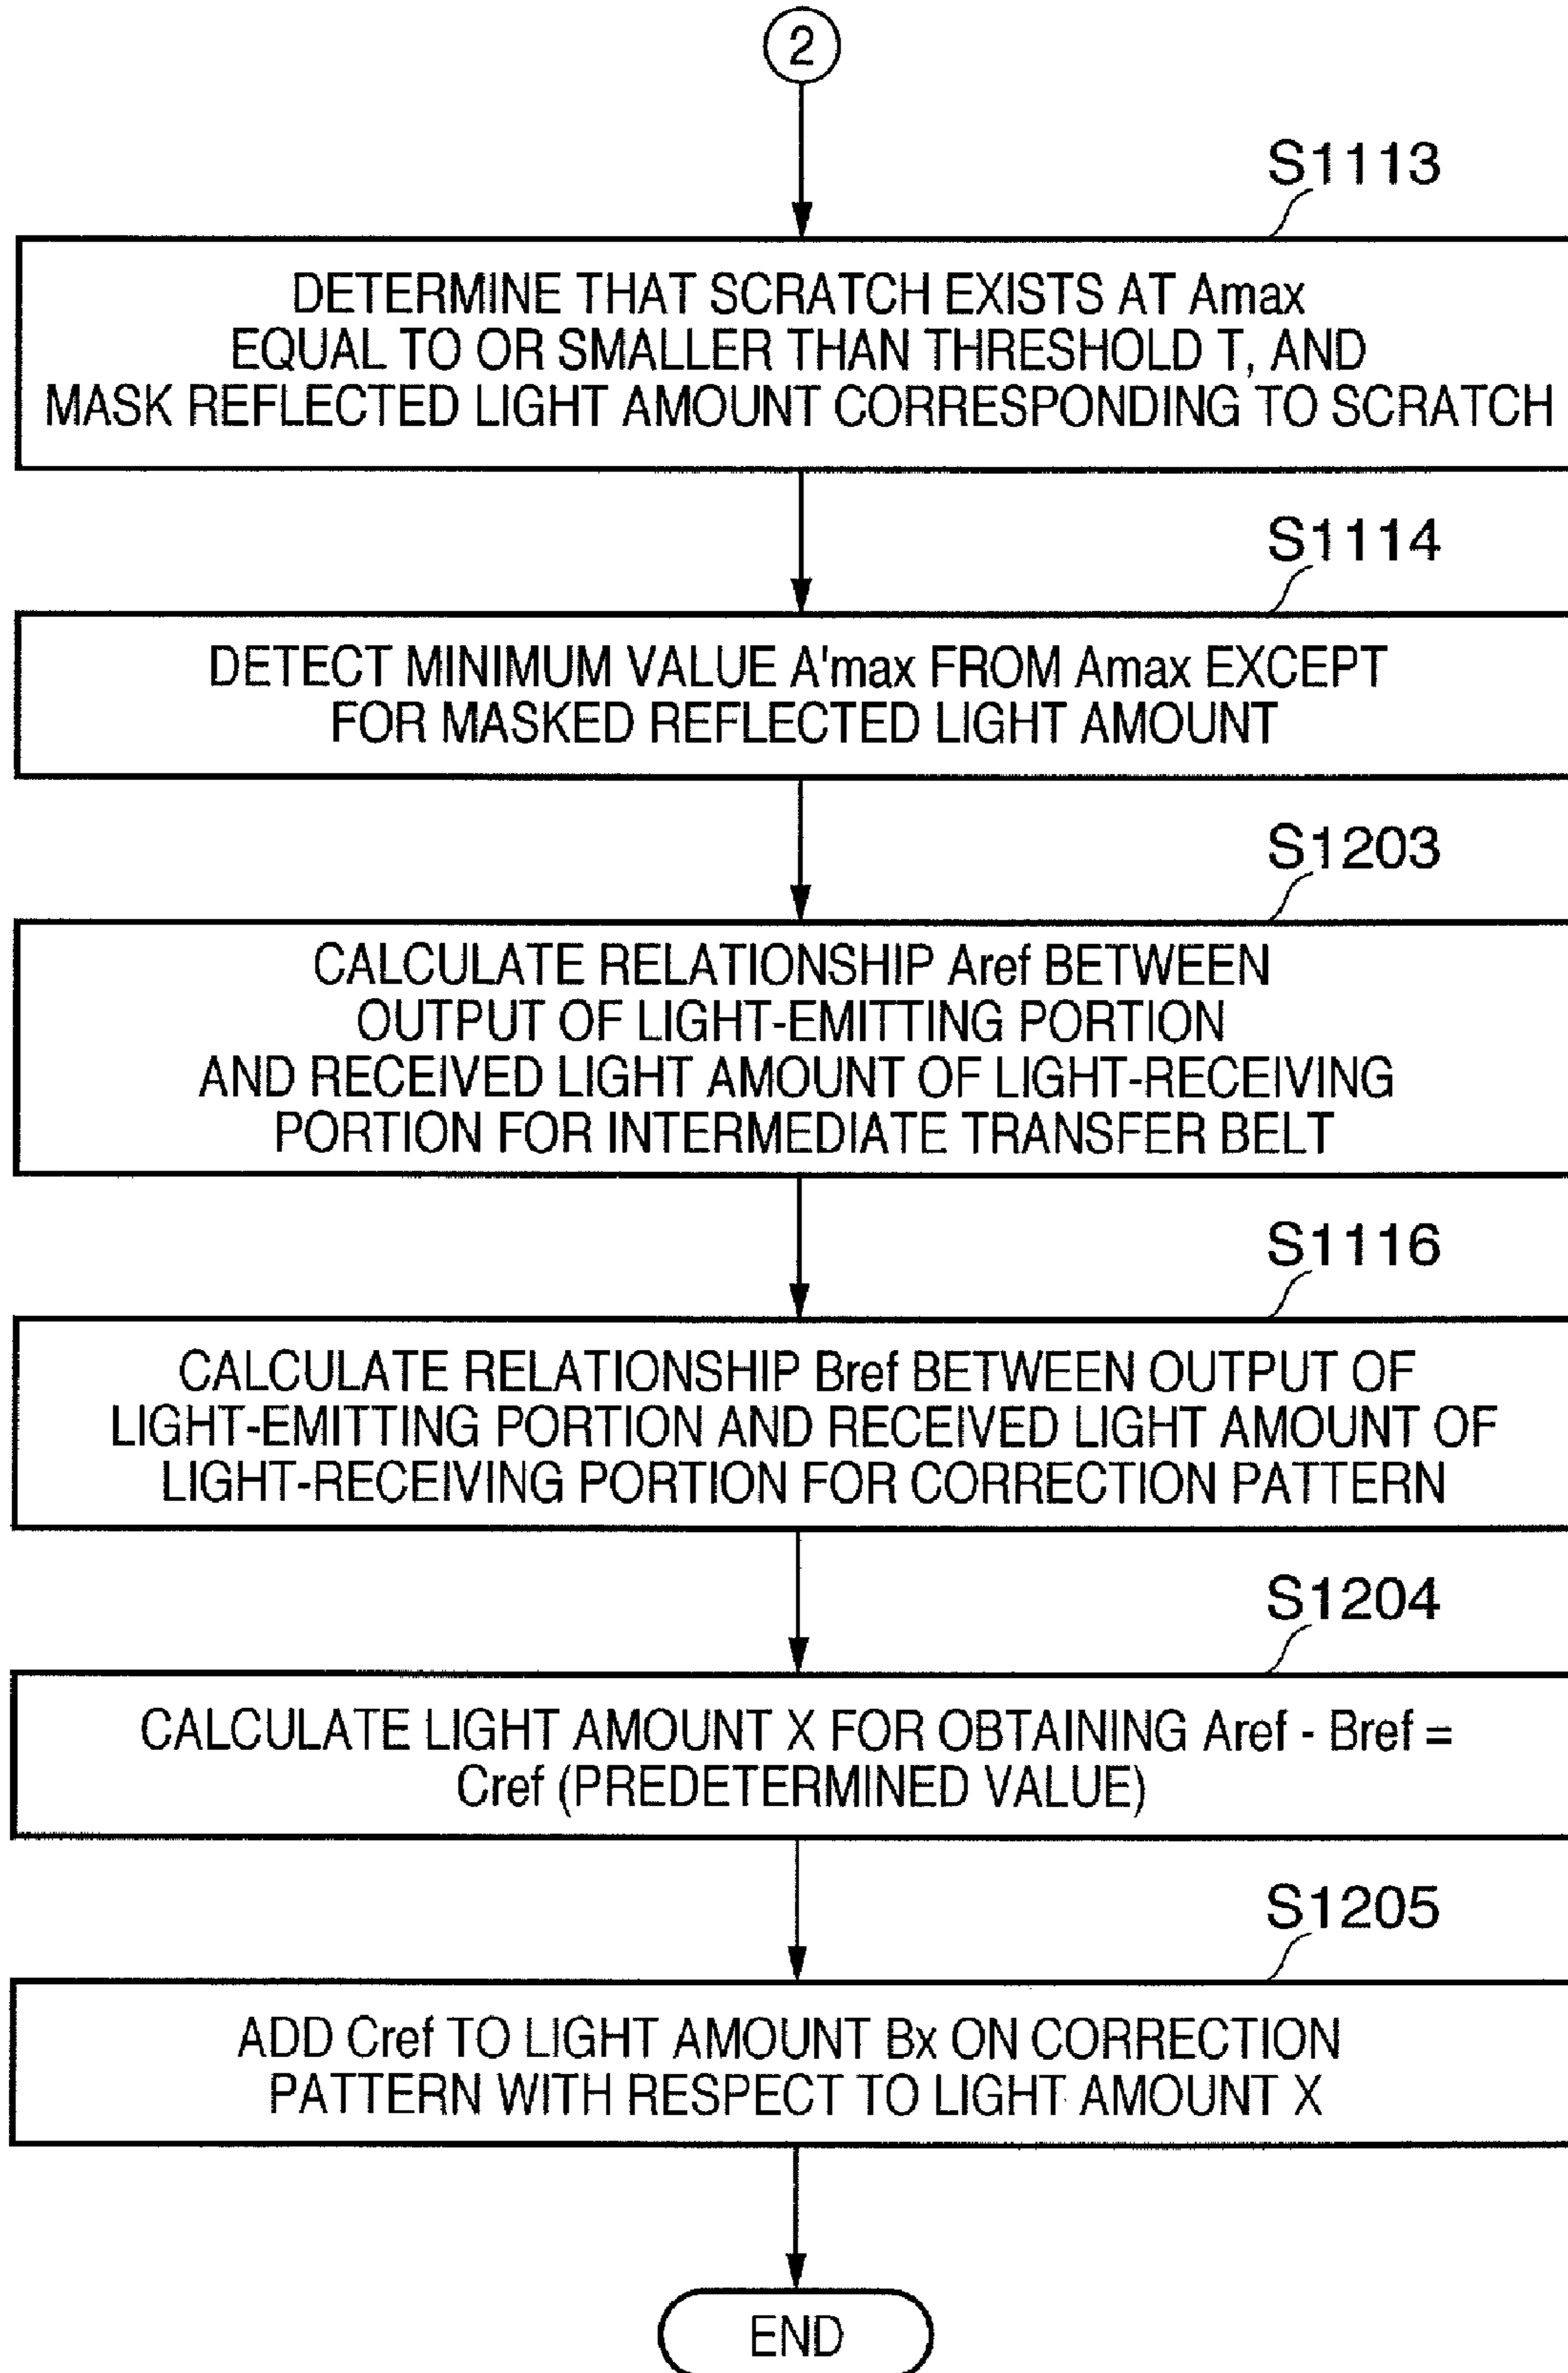 2
S1113
DETERMINE THAT SCRATCH EXISTS AT Amax
EQUAL TO OR SMALLER THAN THRESHOLD T, AND
MASK REFLECTED LIGHT AMOUNT CORRESPONDING TO SCRATCH
S1114
DETECT MINIMUM VALUE A'max FROM Amax EXCEPT
FOR MASKED REFLECTED LIGHT AMOUNT
S1203
CALCULATE RELATIONSHIP Aref BETWEEN
OUTPUT OF LIGHT-EMITTING PORTION
AND RECEIVED LIGHT AMOUNT OF LIGHT-RECEIVING
PORTION FOR INTERMEDIATE TRANSFER BELT
S1116
CALCULATE RELATIONSHIP Bref BETWEEN OUTPUT OF
LIGHT-EMITTING PORTION AND RECEIVED LIGHT AMOUNT OF
LIGHT-RECEIVING PORTION FOR CORRECTION PATTERN
S1204
CALCULATE LIGHT AMOUNT X FOR OBTAINING Aref - Bref =
Cref (PREDETERMINED VALUE)
S1205
ADD Cref TO LIGHT AMOUNT Bx ON CORRECTION
PATTERN WITH RESPECT TO LIGHT AMOUNT X
END